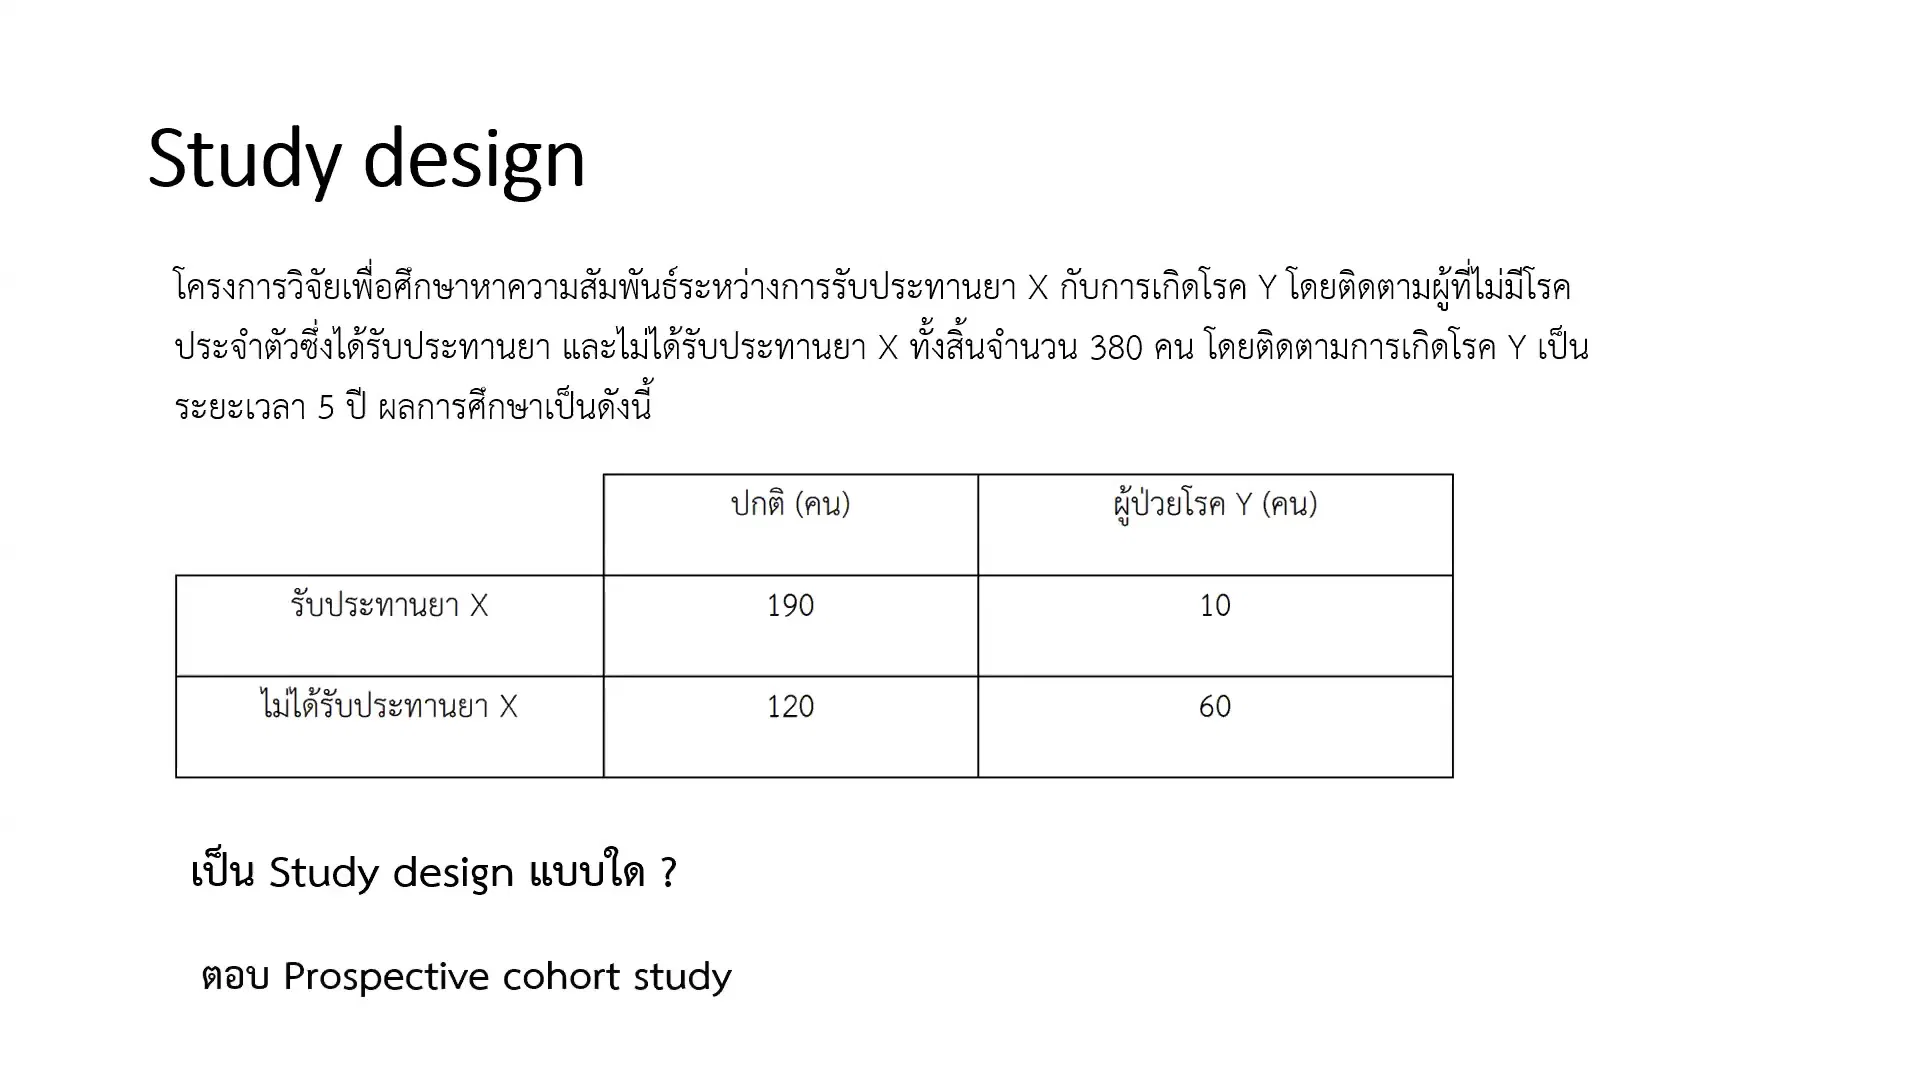 Study design
โครงการวิจัยเพื่อศึกษาหาความสัมพันธ์ระหว่างการรับประทานยา X กับการเกิดโรค Y โดยติดตามผู้ที่ไม่มีโรค
ประจำตัวซึ่งได้รับประทานยา และไม่ได้รับประทานยา X ทั้งสิ้นจำนวน 380 คน โดยติดตามการเกิดโรค Y เป็น
ระยะเวลา 5 ปี ผลการศึกษาเป็นดังนี้
ปกติ (คน) ผู้ป่วยโรค Y (คน)
รับประทานยา X 190 10
ไม่ได้รับประทานยา X 120 60
เป็น Study design แบบใด ?
ตอบ Prospective cohort study